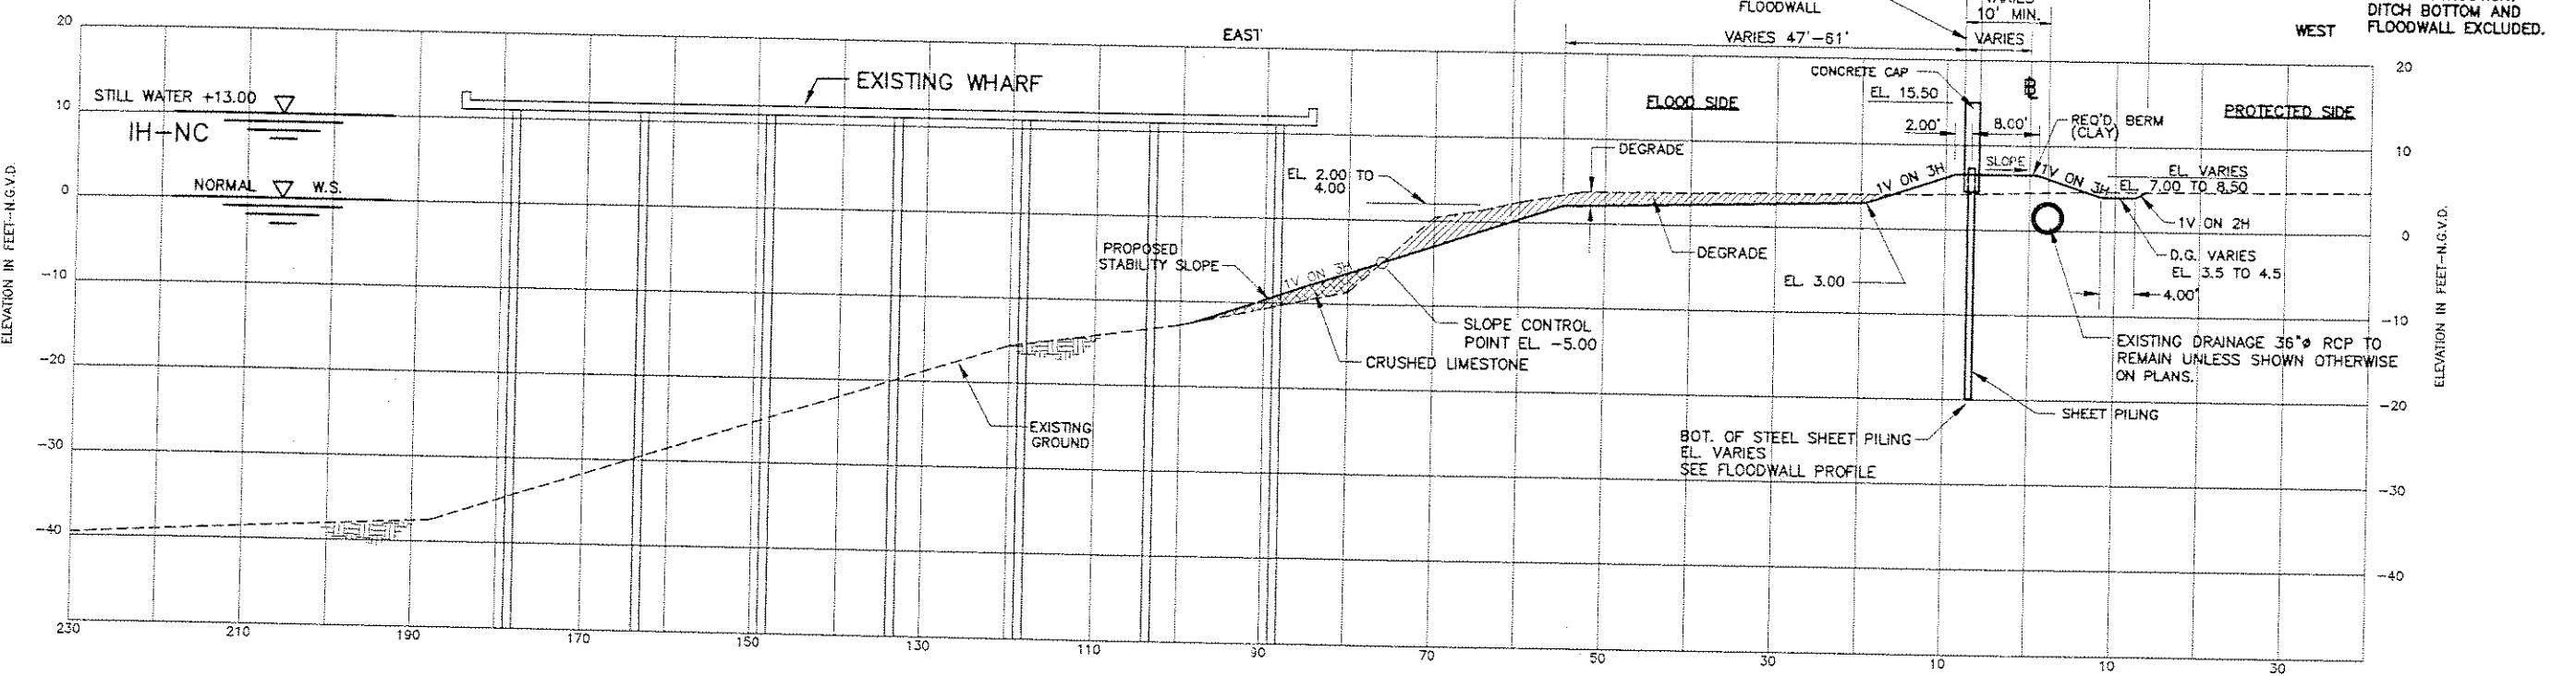 FLOODWALL
10' MIN.
DITCH BOTTOM AND
FLOODWALL EXCLUDED.
EAST
VARIES 47'-61'
VARIES
WEST
20
20
EXISTING WHARF
CONCRETE CAP
EL. 15.50
STILL WATER +13.00
FLOOD SIDE
PROTECTED SIDE
10
IH-NC
2.00'
8.00'
REQ'D. BERM
(CLAY)
10
DEGRADE
SLOPE
EL. 2.00 TO
4.00
1V ON 3H
1V ON 3H
EL. VARIES
EL. 7.00 TO 8.50
NORMAL W.S.
0
0
1V ON 2H
PROPOSED
STABILITY SLOPE
1V ON 3H
DEGRADE
EL. 3.00
D.G. VARIES
EL. 3.5 TO 4.5
4.00'
ELEVATION IN FEET-N.G.V.D.
ELEVATION IN FEET-N.G.V.D.
-10
-10
SLOPE CONTROL
POINT EL. -5.00
CRUSHED LIMESTONE
EXISTING DRAINAGE 36"ø RCP TO
REMAIN UNLESS SHOWN OTHERWISE
ON PLANS.
-20
-20
SHEET PILING
EXISTING
GROUND
BOT. OF STEEL SHEET PILING
EL. VARIES
SEE FLOODWALL PROFILE
-30
-30
-40
-40
230
210
190
170
150
130
110
90
70
50
30
10
10
30